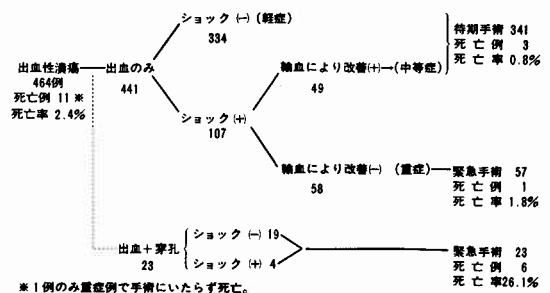 出血性潰瘍
464例
死亡例 11 ※
死亡率 2.4%
出血のみ
441
ショック (−) (軽症)
334
ショック (+)
107
輸血により改善(+)→(中等症)
49
輸血により改善(−) (重症)
58
待期手術 341
死亡例 3
死亡率 0.8%
緊急手術 57
死亡例 1
死亡率 1.8%
出血+穿孔
23
ショック (−) 19
ショック (+) 4
緊急手術 23
死亡例 6
死亡率26.1%
※1例のみ重症例で手術にいたらず死亡。